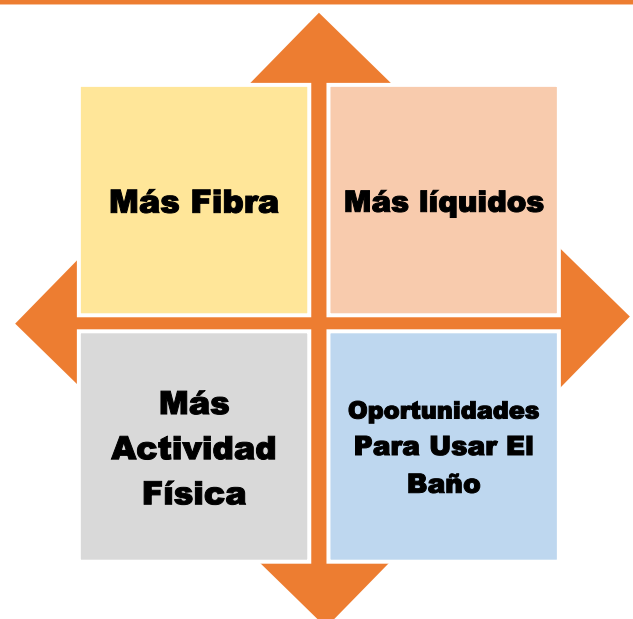 Más Fibra
Más líquidos
Más
Actividad
Física
Oportunidades
Para Usar El
Baño